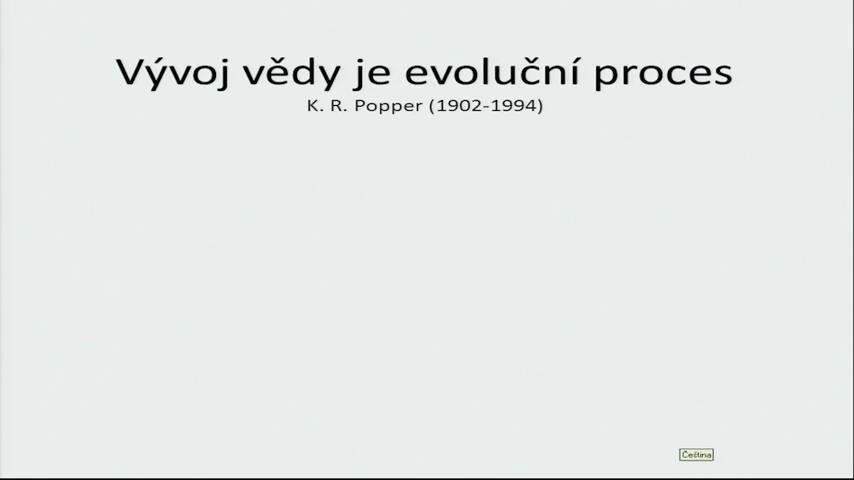 Vývoj vědy je evoluční proces
K. R. Popper (1902-1994)
Čeština